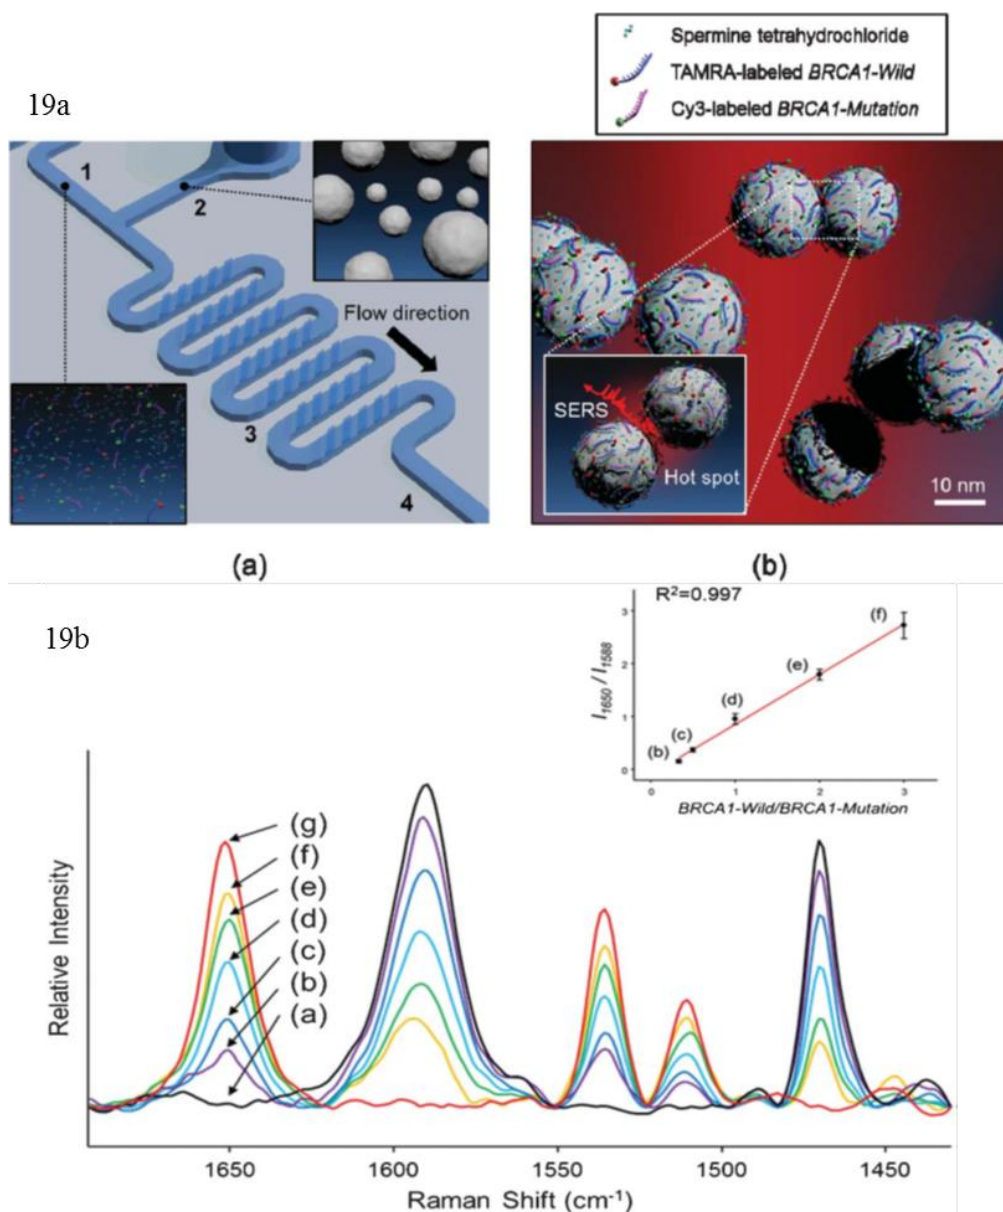 Spermine tetrahydrochloride
TAMRA-labeled BRCA1-Wild
Cy3-labeled BRCA1-Mutation
19a
1
2
Flow direction
3
4
SERS
Hot spot
10 nm
(a)
(b)
19b
R²=0.997
3
2
1
0
I1650 / I1588
(b)
(c)
(d)
(e)
(f)
0
1
2
3
BRCA1-Wild/BRCA1-Mutation
(g)
(f)
(e)
(d)
(c)
(b)
(a)
Relative Intensity
1650
1600
1550
1500
1450
Raman Shift (cm⁻¹)